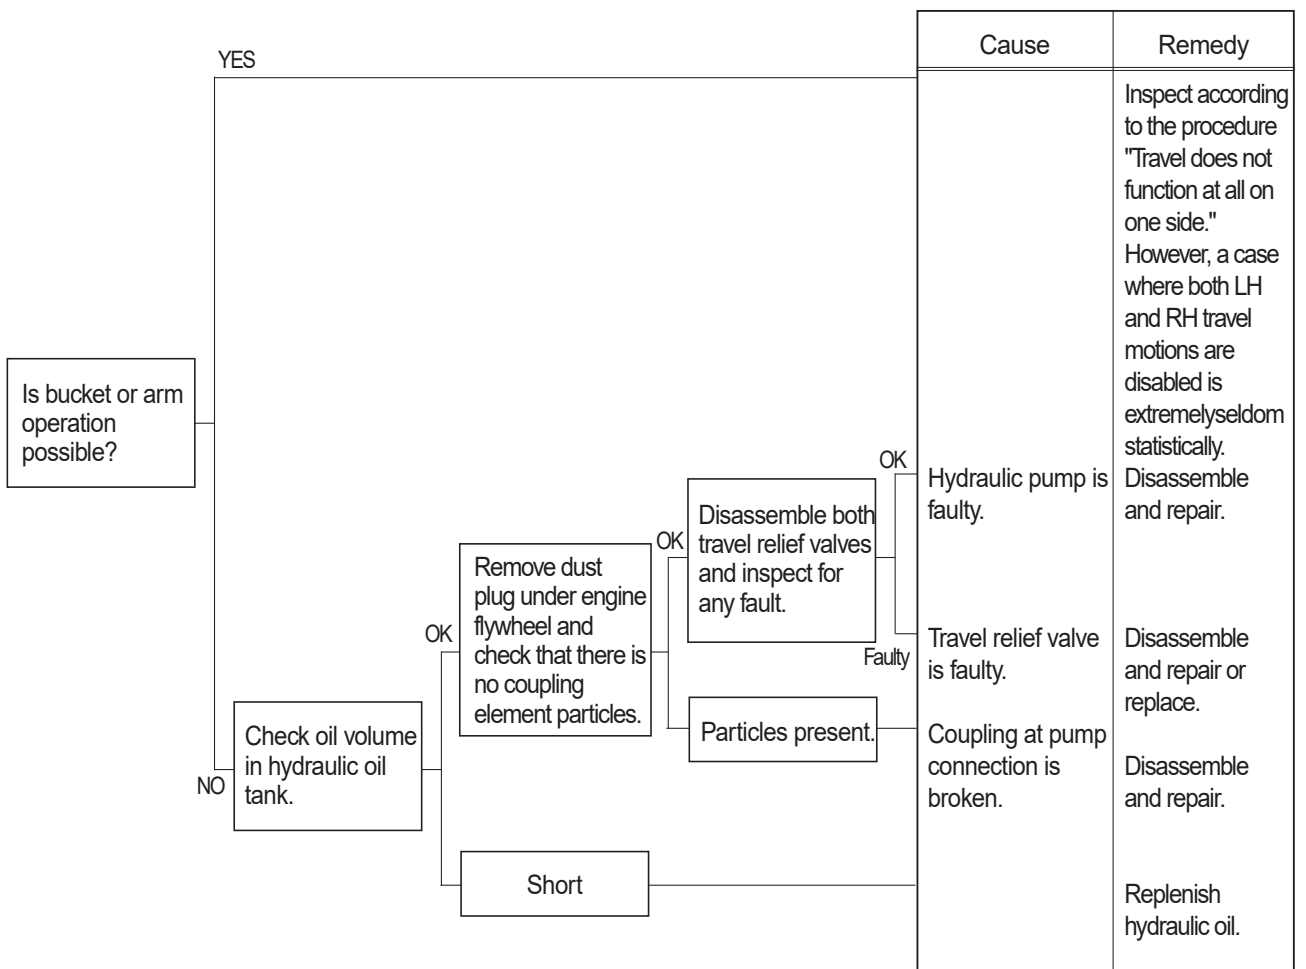 Cause
Remedy
YES
Inspect according
to the procedure
"Travel does not
function at all on
one side."
However, a case
where both LH
and RH travel
motions are
disabled is
extremelyseldom
statistically.
Is bucket or arm
operation
possible?
NO
Check oil volume
in hydraulic oil
tank.
OK
Remove dust
plug under engine
flywheel and
check that there is
no coupling
element particles.
OK
Disassemble both
travel relief valves
and inspect for
any fault.
OK
Hydraulic pump is
faulty.
Disassemble
and repair.
Faulty
Travel relief valve
is faulty.
Disassemble
and repair or
replace.
Particles present.
Coupling at pump
connection is
broken.
Disassemble
and repair.
Short
Replenish
hydraulic oil.